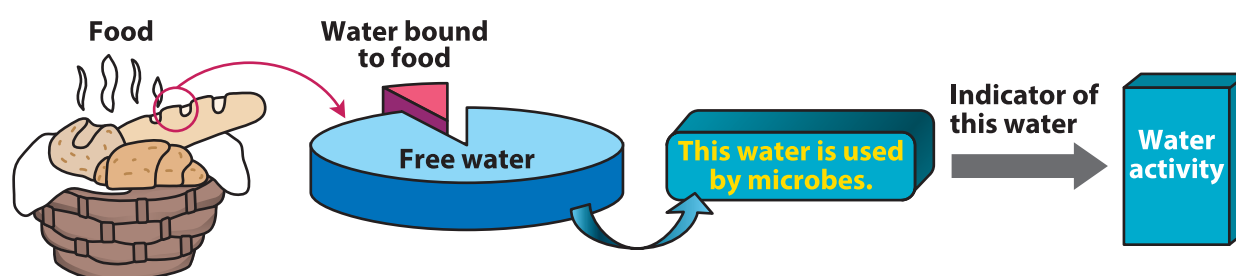 Food
Water bound
to food
Free water
This water is used
by microbes.
Indicator of
this water
Water
activity